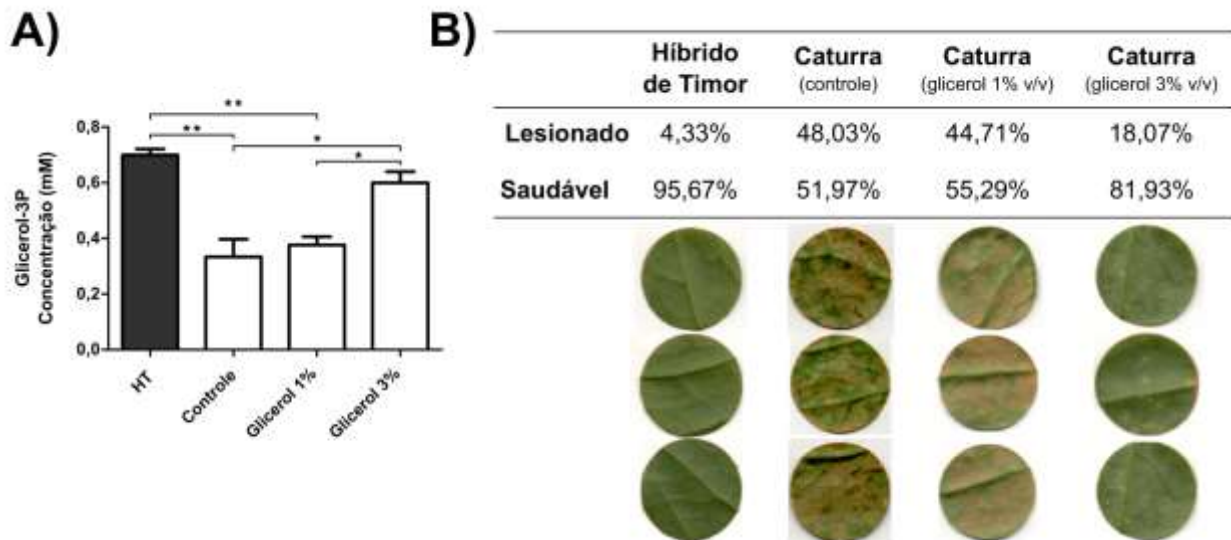 A)
Glicerol-3P
Concentração (mM)
0,8
0,6
0,4
0,2
0,0
**
**
*
*
HT
Controle
Glicerol 1%
Glicerol 3%
B)
Híbrido de Timor
Caturra (controle)
Caturra (glicerol 1% v/v)
Caturra (glicerol 3% v/v)
Lesionado 4,33% 48,03% 44,71% 18,07%
Saudável 95,67% 51,97% 55,29% 81,93%